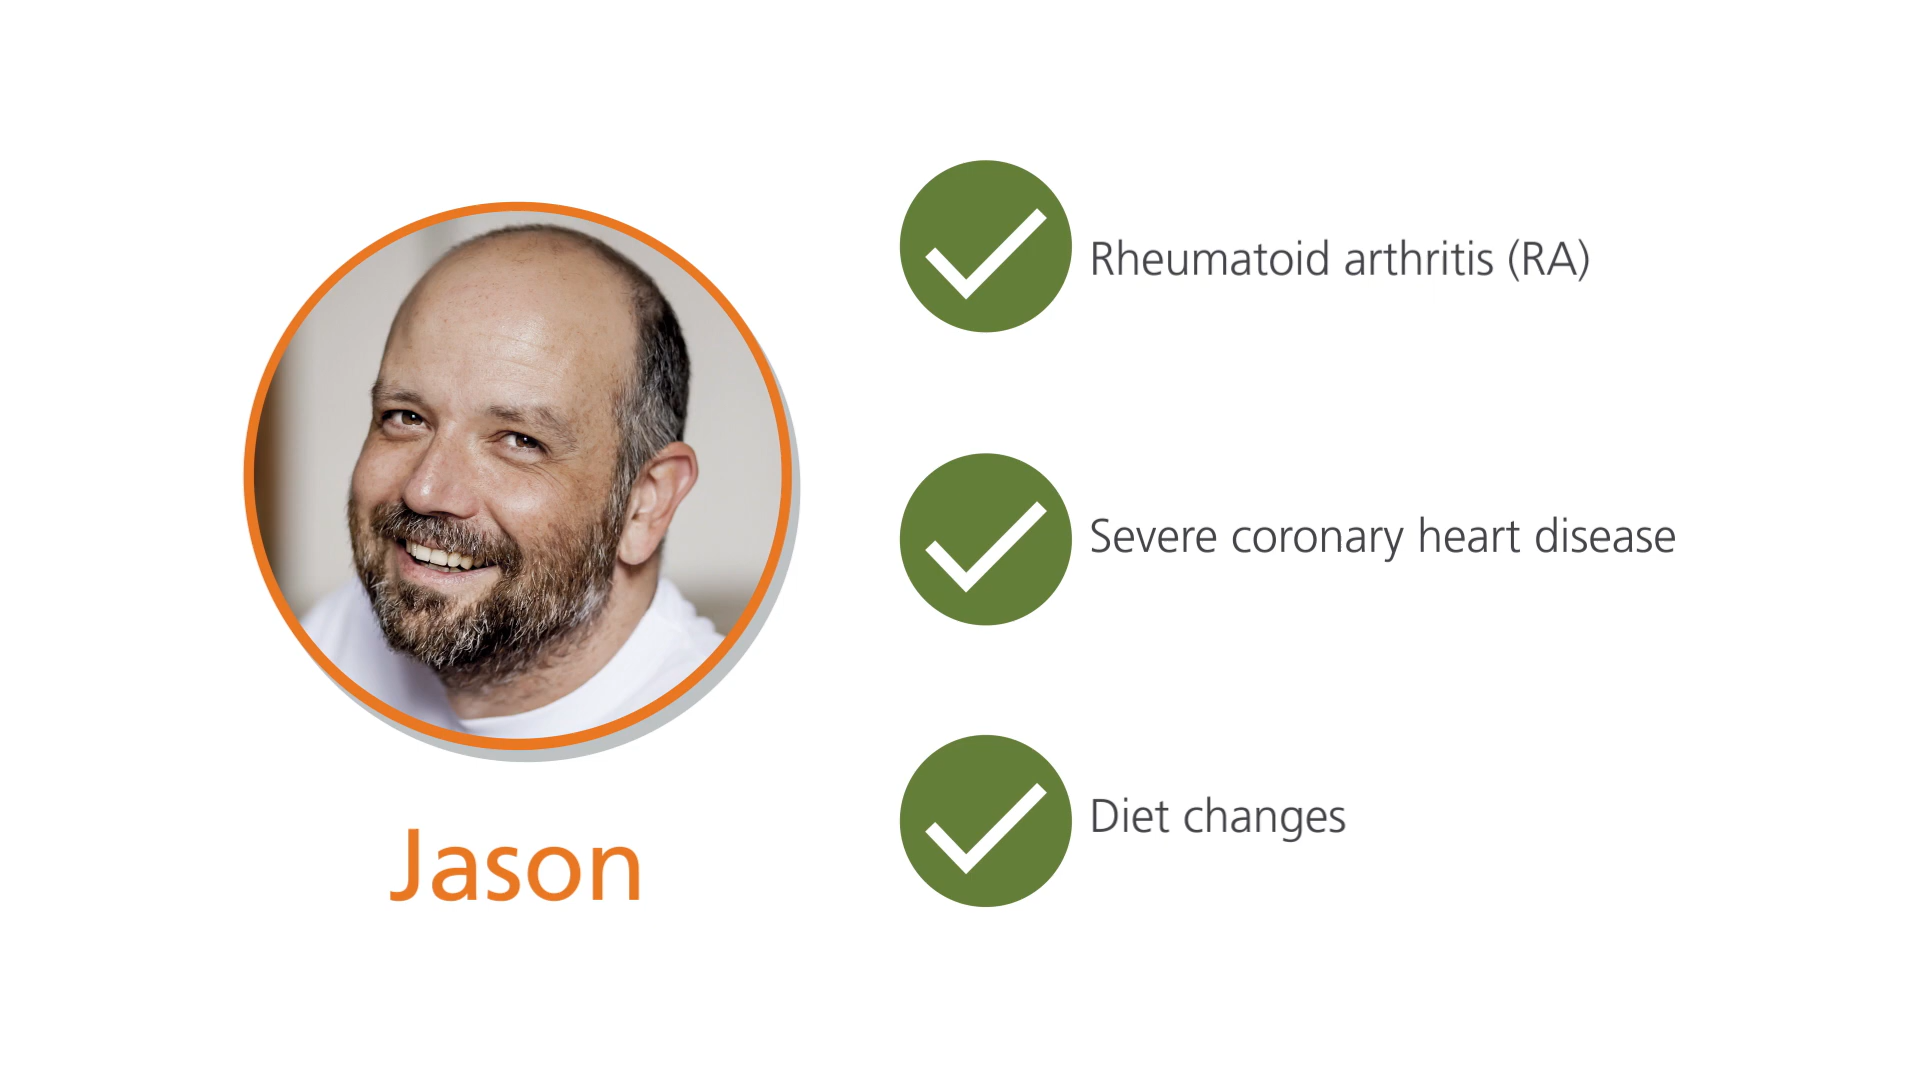 Rheumatoid arthritis (RA)
Severe coronary heart disease
Diet changes
Jason